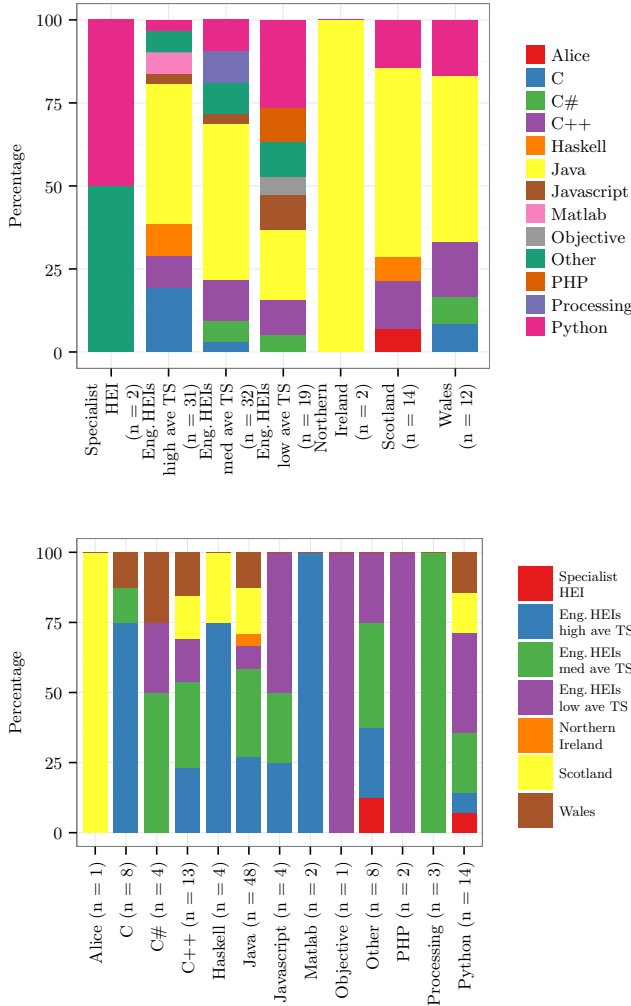 100
75
50
25
0
Percentage
Specialist
HEI
(n = 2)
Eng. HEIs
high ave TS
(n = 31)
Eng. HEIs
med ave TS
(n = 32)
Eng. HEIs
low ave TS
(n = 19)
Northern
Ireland
(n = 2)
Scotland
(n = 14)
Wales
(n = 12)
Alice
C
C#
C++
Haskell
Java
Javascript
Matlab
Objective
Other
PHP
Processing
Python
100
75
50
25
0
Percentage
Alice (n = 1)
C (n = 8)
C# (n = 4)
C++ (n = 13)
Haskell (n = 4)
Java (n = 48)
Javascript (n = 4)
Matlab (n = 2)
Objective (n = 1)
Other (n = 8)
PHP (n = 2)
Processing (n = 3)
Python (n = 14)
Specialist
HEI
Eng. HEIs
high ave TS
Eng. HEIs
med ave TS
Eng. HEIs
low ave TS
Northern
Ireland
Scotland
Wales